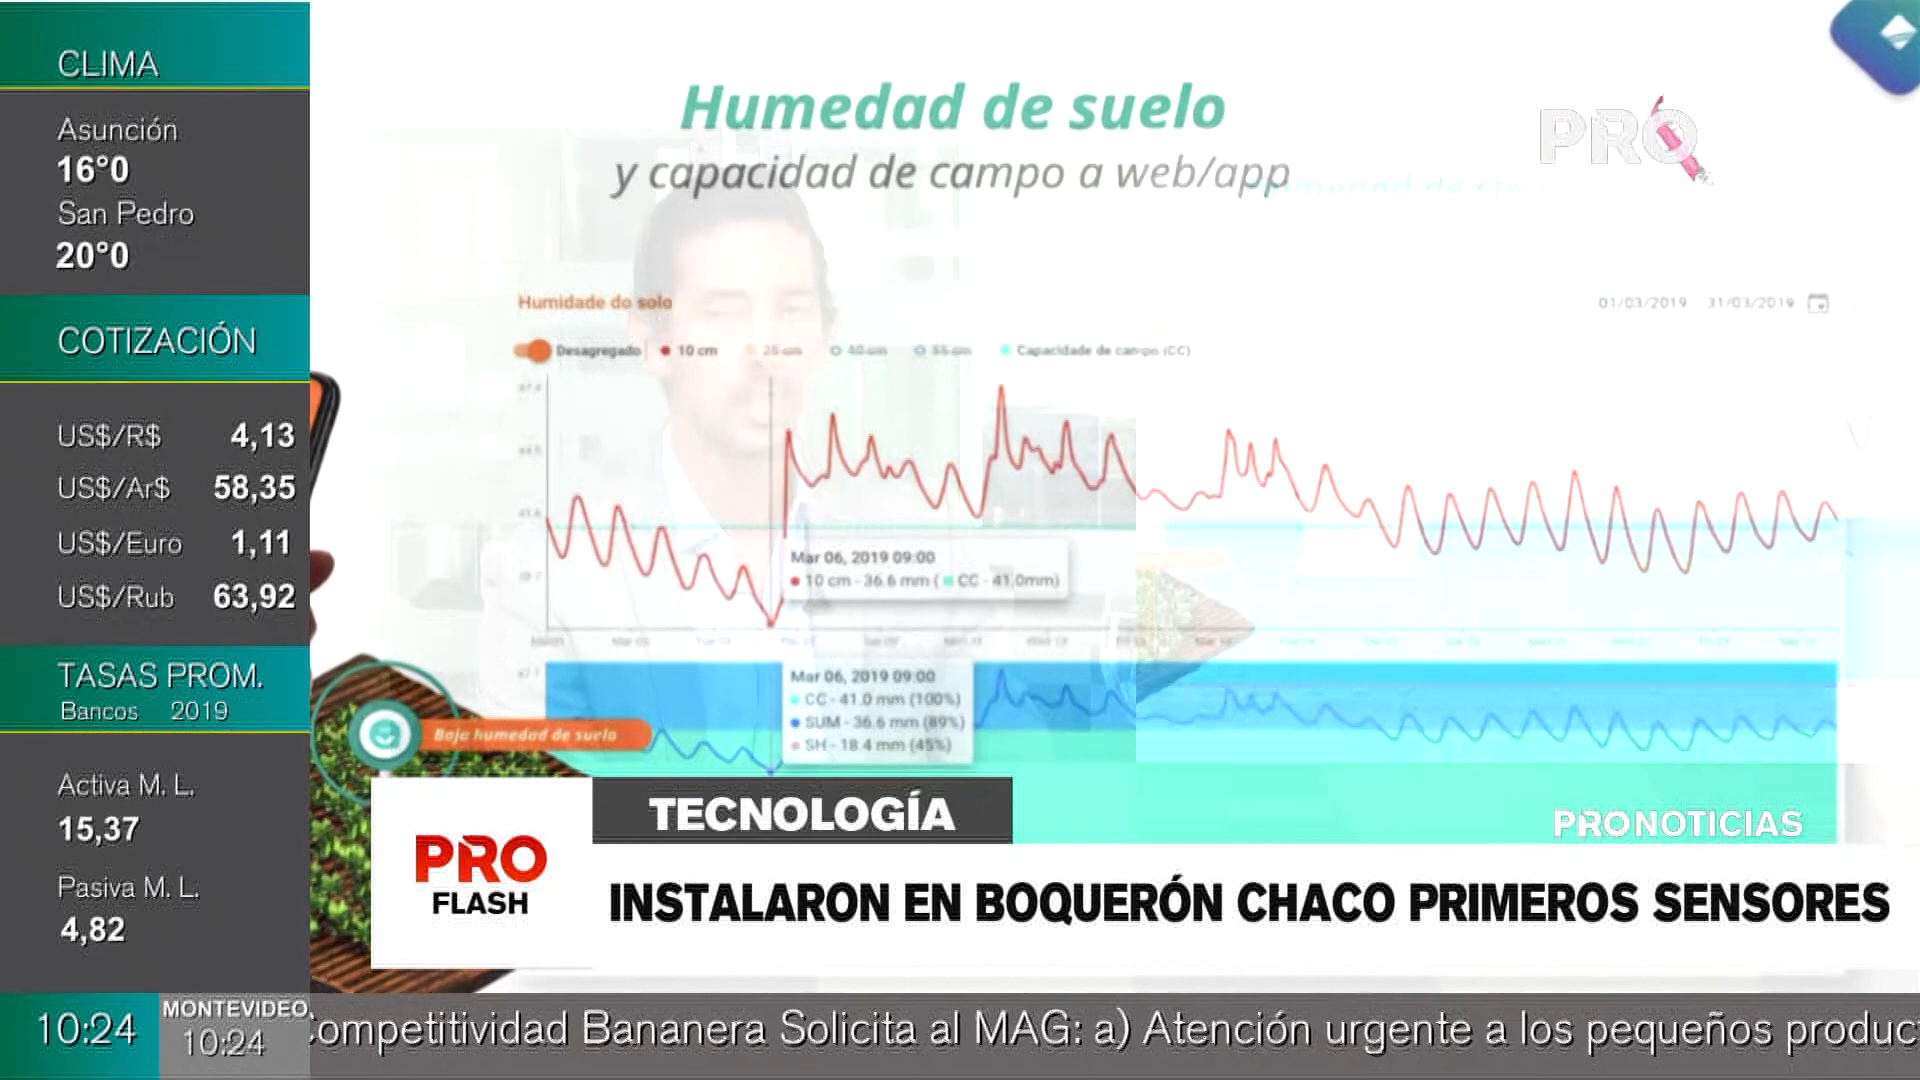 CLIMA
Asunción
16°0
San Pedro
20°0
COTIZACIÓN
US$/R$ 4,13
US$/Ar$ 58,35
US$/Euro 1,11
US$/Rub 63,92
TASAS PROM.
Bancos 2019
Activa M. L.
15,37
Pasiva M. L.
4,82
Humedad de suelo
y capacidad de campo a web/app
PRO
Humidade do solo
01/03/2019 31/03/2019
Desagregado 10 cm 25 cm 40 cm 55 cm Capacidade de campo (CC)
Mar 06, 2019 09:00
10 cm - 36.6 mm ( CC - 41.0mm)
Mar 06, 2019 09:00
CC - 41.0 mm (100%)
SUM - 36.6 mm (89%)
SH - 18.4 mm (45%)
Baja humedad de suelo
TECNOLOGÍA
PRONOTICIAS
PRO
FLASH
INSTALARON EN BOQUERÓN CHACO PRIMEROS SENSORES
10:24
MONTEVIDEO
10:24
Competitividad Bananera Solicita al MAG: a) Atención urgente a los pequeños produc